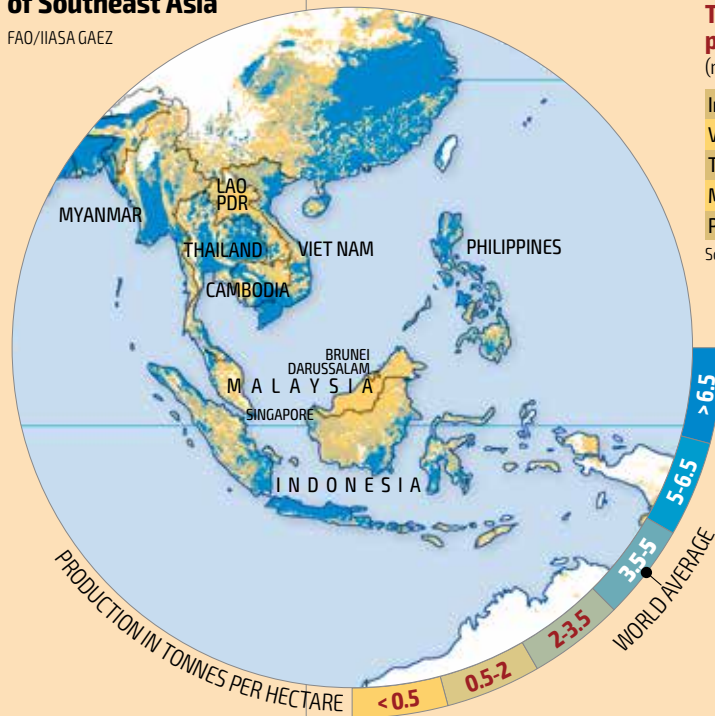 of Southeast Asia
FAO/IIASA GAEZ
(
MYANMAR
LAO
PDR
THAILAND
VIET NAM
PHILIPPINES
CAMBODIA
BRUNEI
DARUSSALAM
MALAYSIA
SINGAPORE
INDONESIA
> 6.5
5-6.5
3.5-5
2-3.5
0.5-2
< 0.5
WORLD AVERAGE
PRODUCTION IN TONNES PER HECTARE